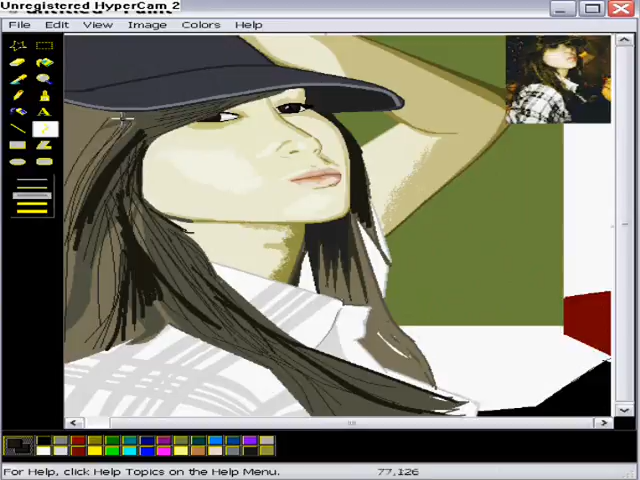 Unregistered HyperCam 2
File Edit View Image Colors Help
A
For Help, click Help Topics on the Help Menu. 77,126